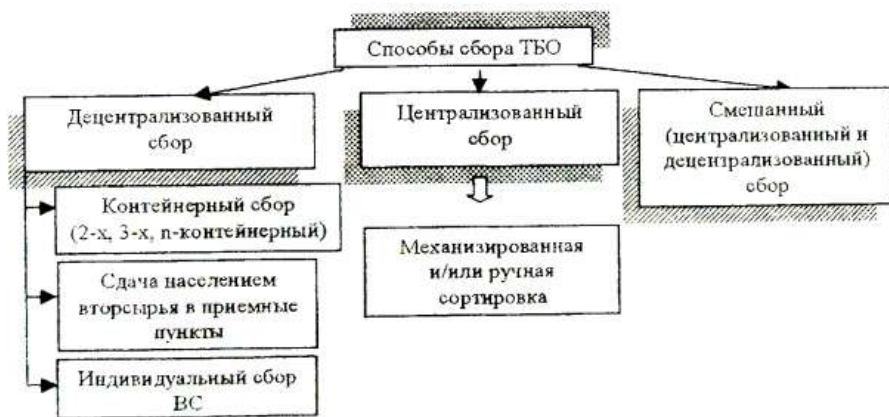 Способы сбора ТБО
Децентрализованный
сбор
Централизованный
сбор
Смешанный
(централизованный и
децентрализованный)
сбор
Контейнерный сбор
(2-х, 3-х, n-контейнерный)
Сдача населением
вторсырья в приемные
пункты
Индивидуальный сбор
ВС
Механизированная
и/или ручная
сортировка